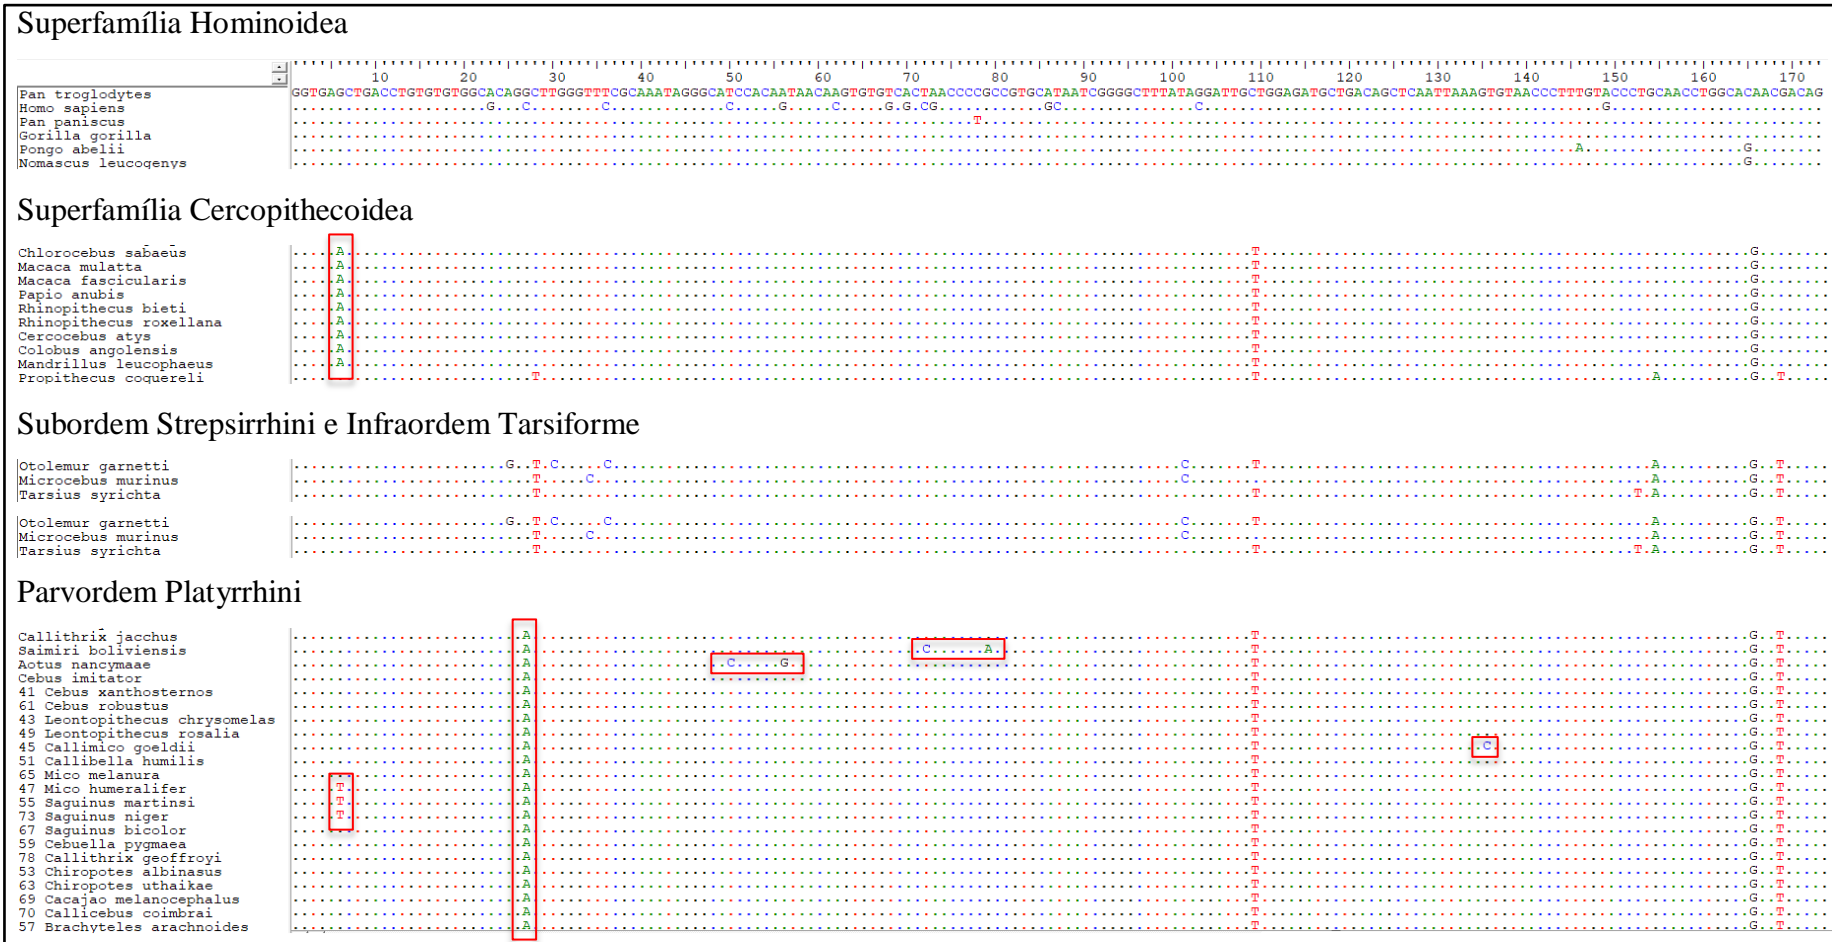 Superfamília Hominoidea
10 20 30 40 50 60 70 80 90 100 110 120 130 140 150 160 170
Pan troglodytes GGTGAGCTGACCTGTGTGTGGCACAGGCTTGGGTTTCGCAAATAGGGCATCCACAATAACAAGTGTGTCACTAACCCCGCCGTGCATAATCGGGGCTTTATAGGATTGCTGGAGATGCTGACAGCTCAATTAAAGTGTAACCCTTTGTACCCTGCAACCTGGCACAACGACAG
Homo sapiens G C C C G C G G CG GC C G
Pan paniscus T
Gorilla gorilla
Pongo abelii A G
Nomascus leucogenys G
Superfamília Cercopithecoidea
Chlorocebus sabaeus A T G
Macaca mulatta A T G
Macaca fascicularis A T G
Papio anubis A T G
Rhinopithecus bieti A T G
Rhinopithecus roxellana A T G
Cercocebus atys A T G
Colobus angolensis A T G
Mandrillus leucophaeus A T G
Propithecus coquereli T T A G T
Subordem Strepsirrhini e Infraordem Tarsiforme
Otolemur garnetti G T C C C T A G T
Microcebus murinus T C C A G T
Tarsius syrichta T T T A G T
Otolemur garnetti G T C C C T A G T
Microcebus murinus T C C A G T
Tarsius syrichta T T T A G T
Parvordem Platyrrhini
Callithrix jacchus A T G T
Saimiri boliviensis A C A T G T
Aotus nancymaae A C G T G T
Cebus imitator A T G T
41 Cebus xanthosternos A T G T
61 Cebus robustus A T G T
43 Leontopithecus chrysomelas A T G T
49 Leontopithecus rosalia A T G T
45 Callimico goeldii A T C G T
51 Callibella humilis A T G T
65 Mico melanura A T G T
47 Mico humeralifer T A T G T
55 Saguinus martinsi T A T G T
73 Saguinus niger T A T G T
67 Saguinus bicolor A T G T
59 Cebuella pygmaea A T G T
78 Callithrix geoffroyi A T G T
53 Chiropotes albinasus A T G T
63 Chiropotes uthaikae A T G T
69 Cacajao melanocephalus A T G T
70 Callicebus coimbrai A T G T
57 Brachyteles arachnoides A T G T